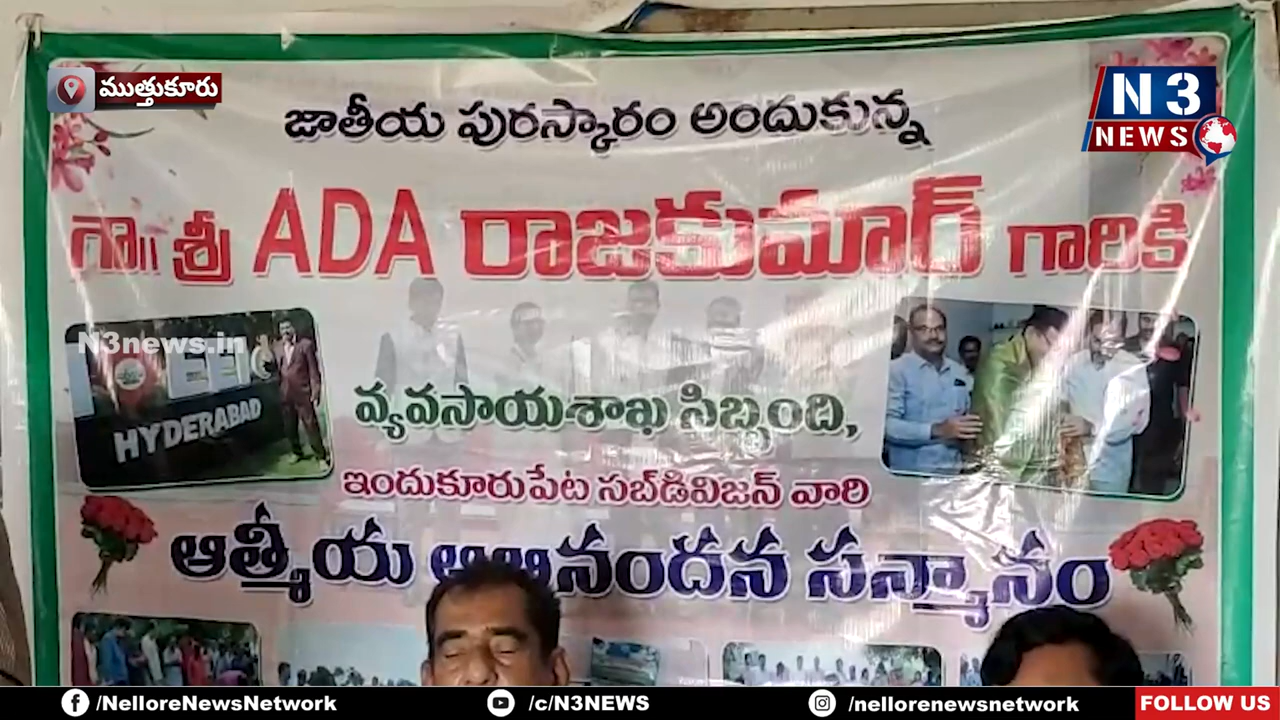 ముత్తుకూరు
N3
NEWS
జాతీయ పురస్కారం అందుకున్న
గౌ|| శ్రీ ADA రాజకుమార్ గారికి
N3news.in
HYDERABAD
వ్యవసాయశాఖ సిబ్బంది,
ఇందుకూరుపేట సబ్‌డివిజన్ వారి
ఆత్మీయ అభినందన సన్మానం
/NelloreNewsNetwork
/c/N3NEWS
/nellorenewsnetwork
FOLLOW US